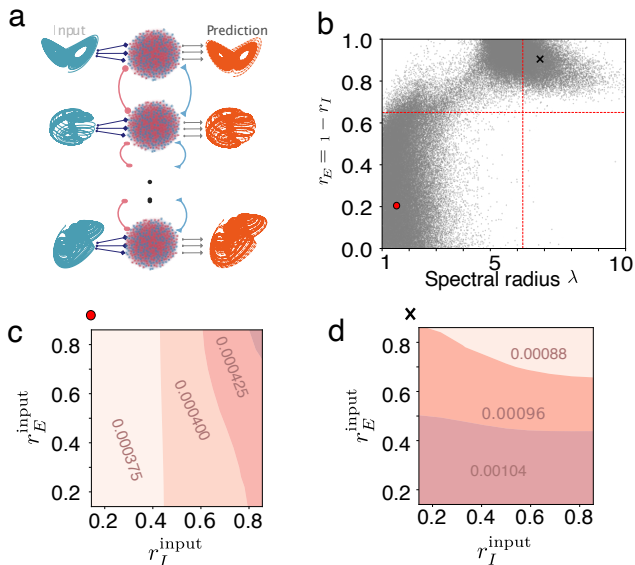 a
Input
Prediction
b
r_E = 1 − r_I
1.0
0.8
0.6
0.4
0.2
0.0
1
5
10
Spectral radius λ
c
r_E^input
0.8
0.6
0.4
0.2
0.000375
0.000400
0.000425
0.2 0.4 0.6 0.8
r_I^input
d
r_E^input
0.8
0.6
0.4
0.2
0.00088
0.00096
0.00104
0.2 0.4 0.6 0.8
r_I^input